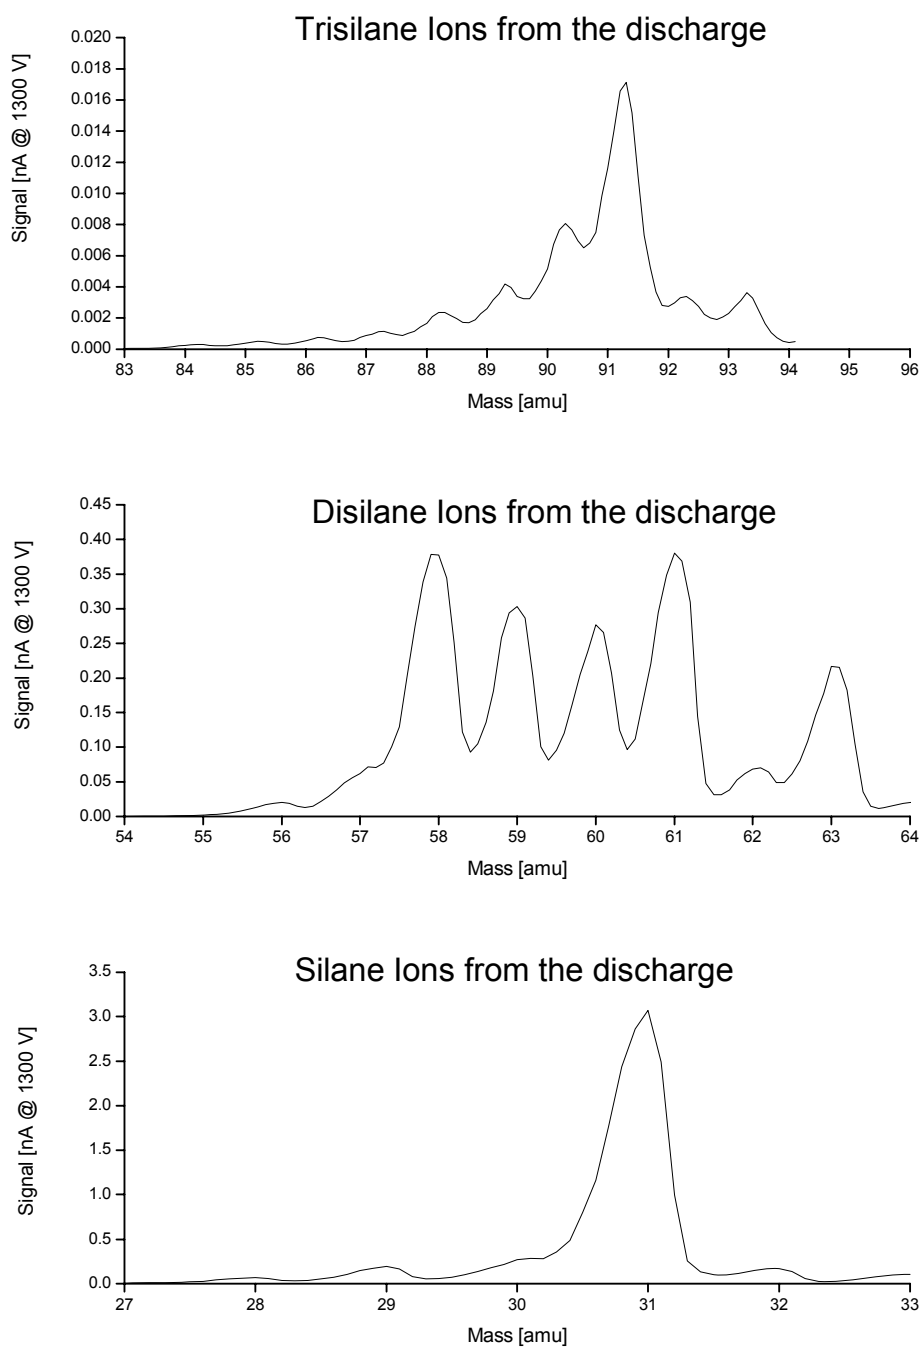 Trisilane Ions from the discharge
Signal [nA @ 1300 V]
0.020
0.018
0.016
0.014
0.012
0.010
0.008
0.006
0.004
0.002
0.000
83 84 85 86 87 88 89 90 91 92 93 94 95 96
Mass [amu]
Disilane Ions from the discharge
Signal [nA @ 1300 V]
0.45
0.40
0.35
0.30
0.25
0.20
0.15
0.10
0.05
0.00
54 55 56 57 58 59 60 61 62 63 64
Mass [amu]
Silane Ions from the discharge
Signal [nA @ 1300 V]
3.5
3.0
2.5
2.0
1.5
1.0
0.5
0.0
27 28 29 30 31 32 33
Mass [amu]